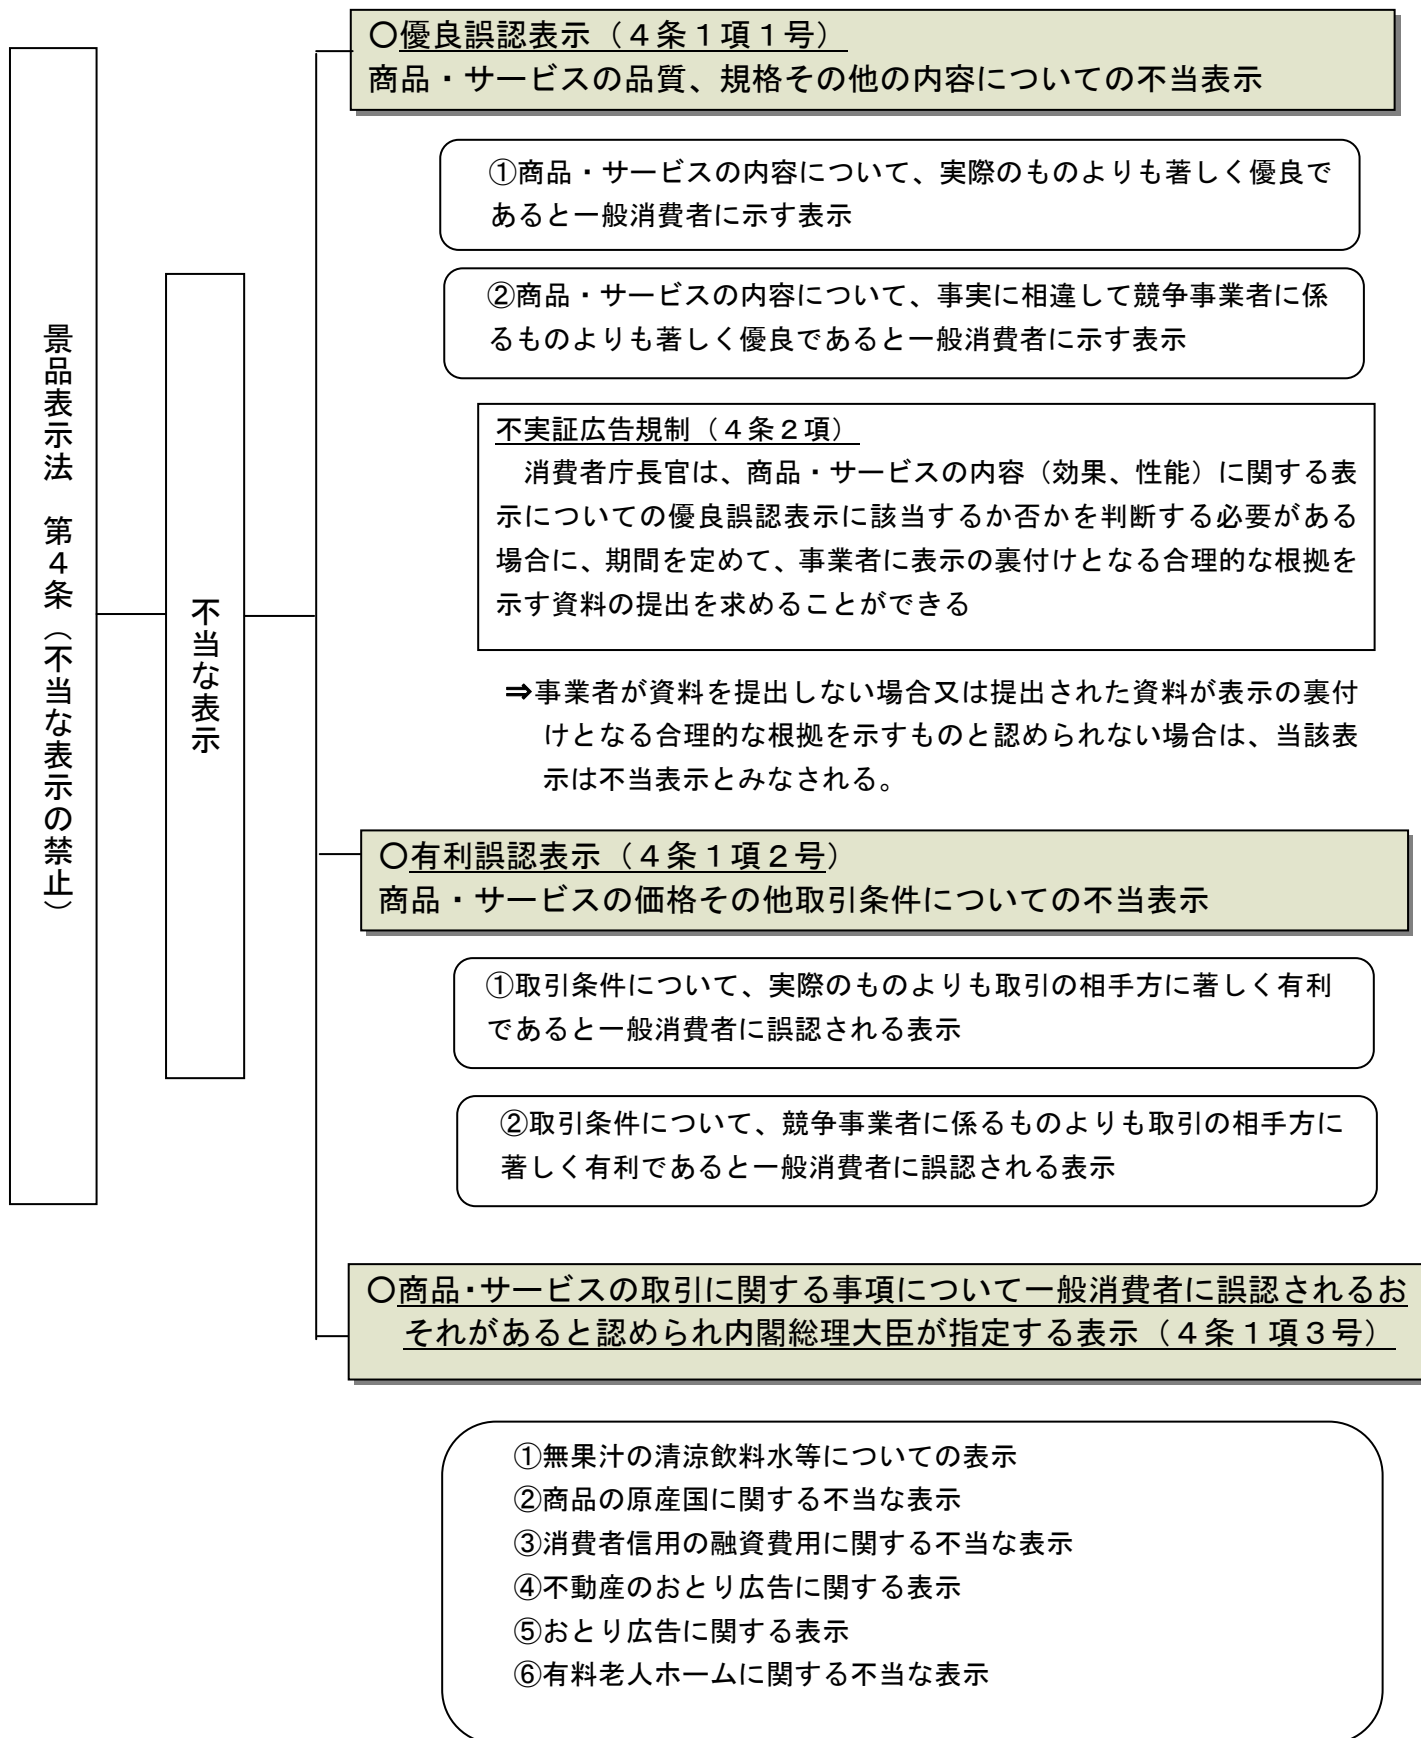 景品表示法　第４条（不当な表示の禁止）
不当な表示
○優良誤認表示（４条１項１号）
商品・サービスの品質、規格その他の内容についての不当表示
①商品・サービスの内容について、実際のものよりも著しく優良で
あると一般消費者に示す表示
②商品・サービスの内容について、事実に相違して競争事業者に係
るものよりも著しく優良であると一般消費者に示す表示
不実証広告規制（４条２項）
消費者庁長官は、商品・サービスの内容（効果、性能）に関する表
示についての優良誤認表示に該当するか否かを判断する必要がある
場合に、期間を定めて、事業者に表示の裏付けとなる合理的な根拠を
示す資料の提出を求めることができる
⇒事業者が資料を提出しない場合又は提出された資料が表示の裏付
けとなる合理的な根拠を示すものと認められない場合は、当該表
示は不当表示とみなされる。
○有利誤認表示（４条１項２号）
商品・サービスの価格その他取引条件についての不当表示
①取引条件について、実際のものよりも取引の相手方に著しく有利
であると一般消費者に誤認される表示
②取引条件について、競争事業者に係るものよりも取引の相手方に
著しく有利であると一般消費者に誤認される表示
○商品・サービスの取引に関する事項について一般消費者に誤認されるお
それがあると認められ内閣総理大臣が指定する表示（４条１項３号）
①無果汁の清涼飲料水等についての表示
②商品の原産国に関する不当な表示
③消費者信用の融資費用に関する不当な表示
④不動産のおとり広告に関する表示
⑤おとり広告に関する表示
⑥有料老人ホームに関する不当な表示